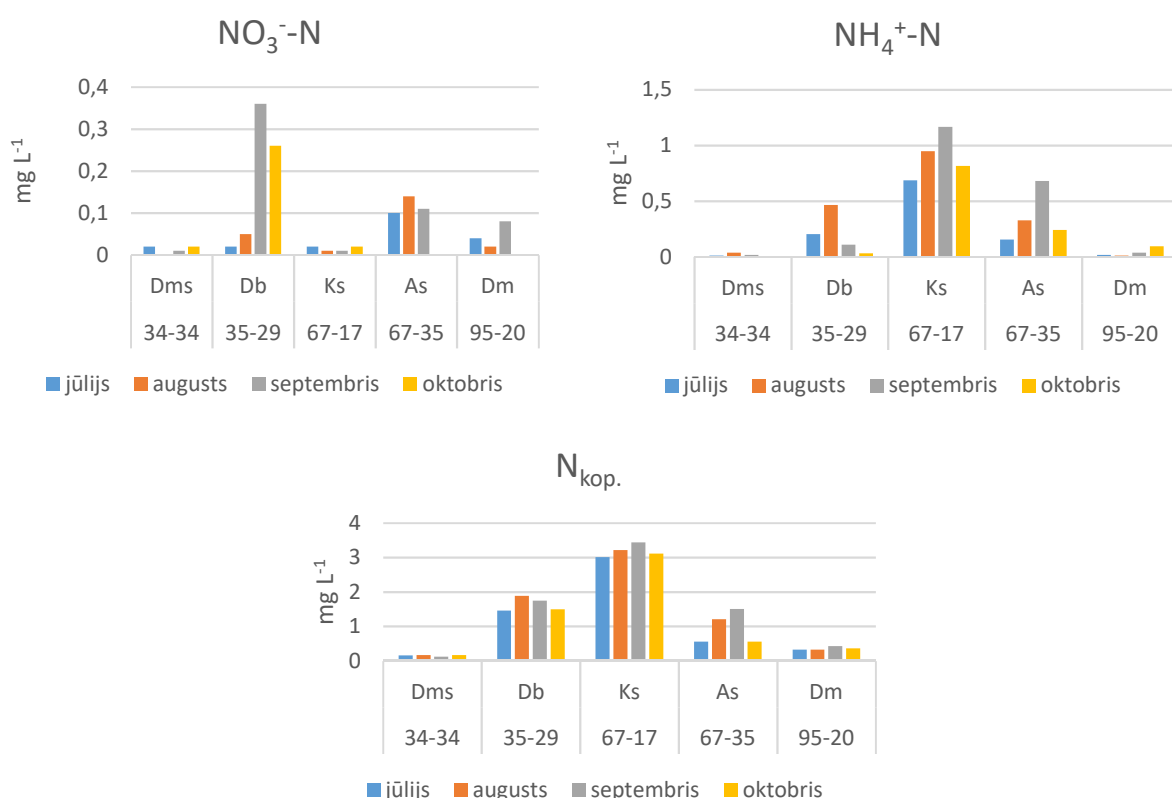 NO₃⁻-N
0,4
0,3
0,2
0,1
0
mg L⁻¹
Dms Db Ks As Dm
34-34 35-29 67-17 67-35 95-20
jūlijs augusts septembris oktobris
NH₄⁺-N
1,5
1
0,5
0
mg L⁻¹
Dms Db Ks As Dm
34-34 35-29 67-17 67-35 95-20
jūlijs augusts septembris oktobris
Nkop.
4
3
2
1
0
mg L⁻¹
Dms Db Ks As Dm
34-34 35-29 67-17 67-35 95-20
jūlijs augusts septembris oktobris